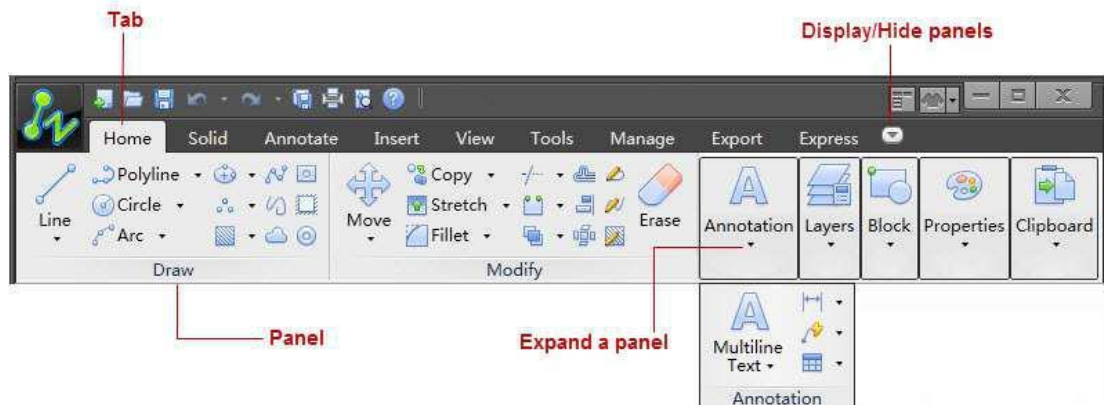 Tab
Display/Hide panels
Home Solid Annotate Insert View Tools Manage Export Express
Line
Polyline
Circle
Arc
Draw
Move
Copy
Stretch
Fillet
Erase
Modify
Annotation Layers Block Properties Clipboard
Panel
Expand a panel
Multiline
Text
Annotation